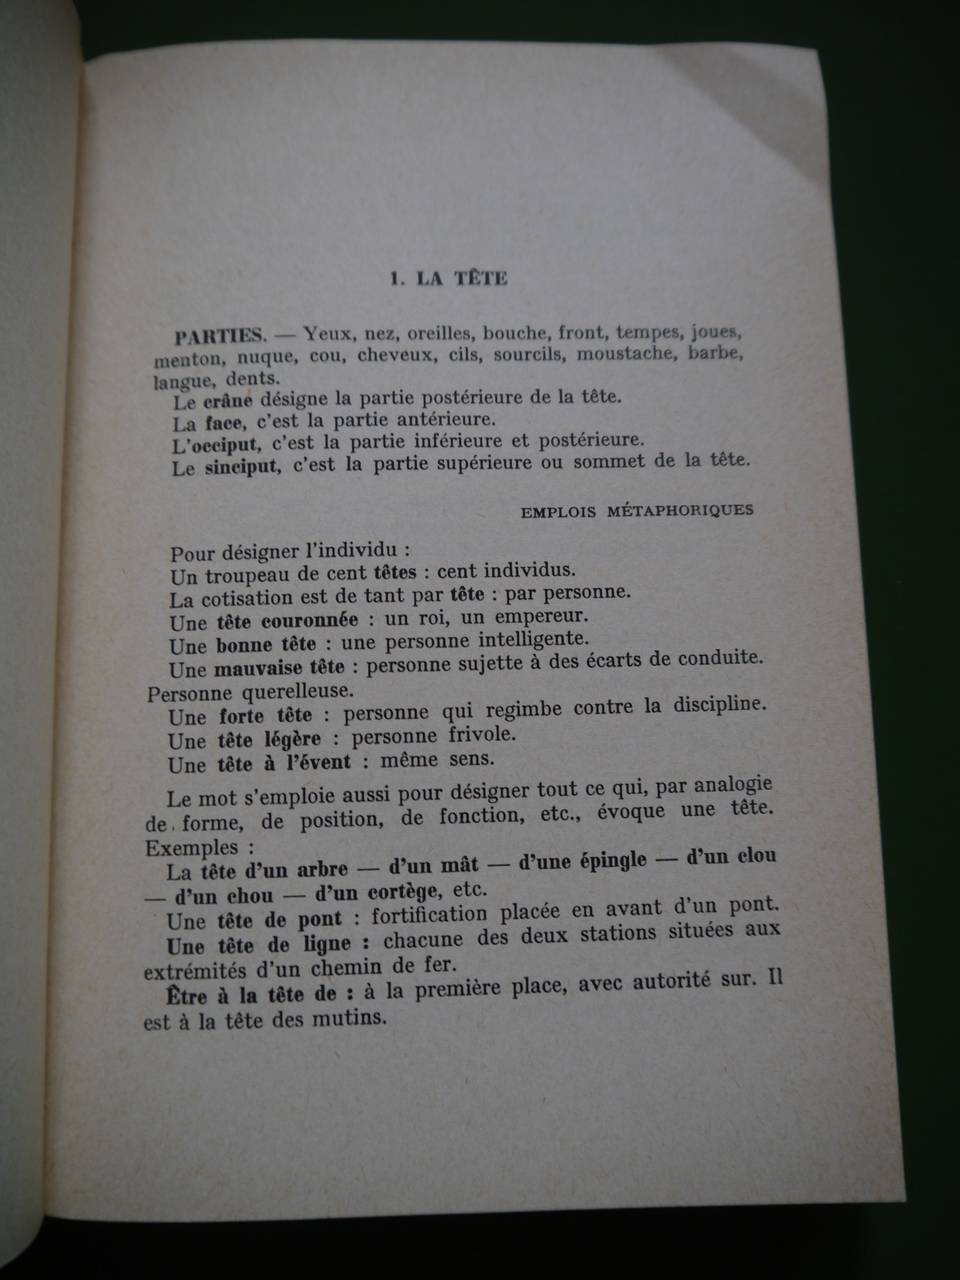 1. LA TÊTE
PARTIES. — Yeux, nez, oreilles, bouche, front, tempes, joues,
menton, nuque, cou, cheveux, cils, sourcils, moustache, barbe,
langue, dents.
Le crâne désigne la partie postérieure de la tête.
La face, c'est la partie antérieure.
L'occiput, c'est la partie inférieure et postérieure.
Le sinciput, c'est la partie supérieure ou sommet de la tête.
EMPLOIS MÉTAPHORIQUES
Pour désigner l'individu :
Un troupeau de cent têtes : cent individus.
La cotisation est de tant par tête : par personne.
Une tête couronnée : un roi, un empereur.
Une bonne tête : une personne intelligente.
Une mauvaise tête : personne sujette à des écarts de conduite.
Personne querelleuse.
Une forte tête : personne qui regimbe contre la discipline.
Une tête légère : personne frivole.
Une tête à l'évent : même sens.
Le mot s'emploie aussi pour désigner tout ce qui, par analogie
de forme, de position, de fonction, etc., évoque une tête.
Exemples :
La tête d'un arbre — d'un mât — d'une épingle — d'un clou
— d'un chou — d'un cortège, etc.
Une tête de pont : fortification placée en avant d'un pont.
Une tête de ligne : chacune des deux stations situées aux
extrémités d'un chemin de fer.
Être à la tête de : à la première place, avec autorité sur. Il
est à la tête des mutins.